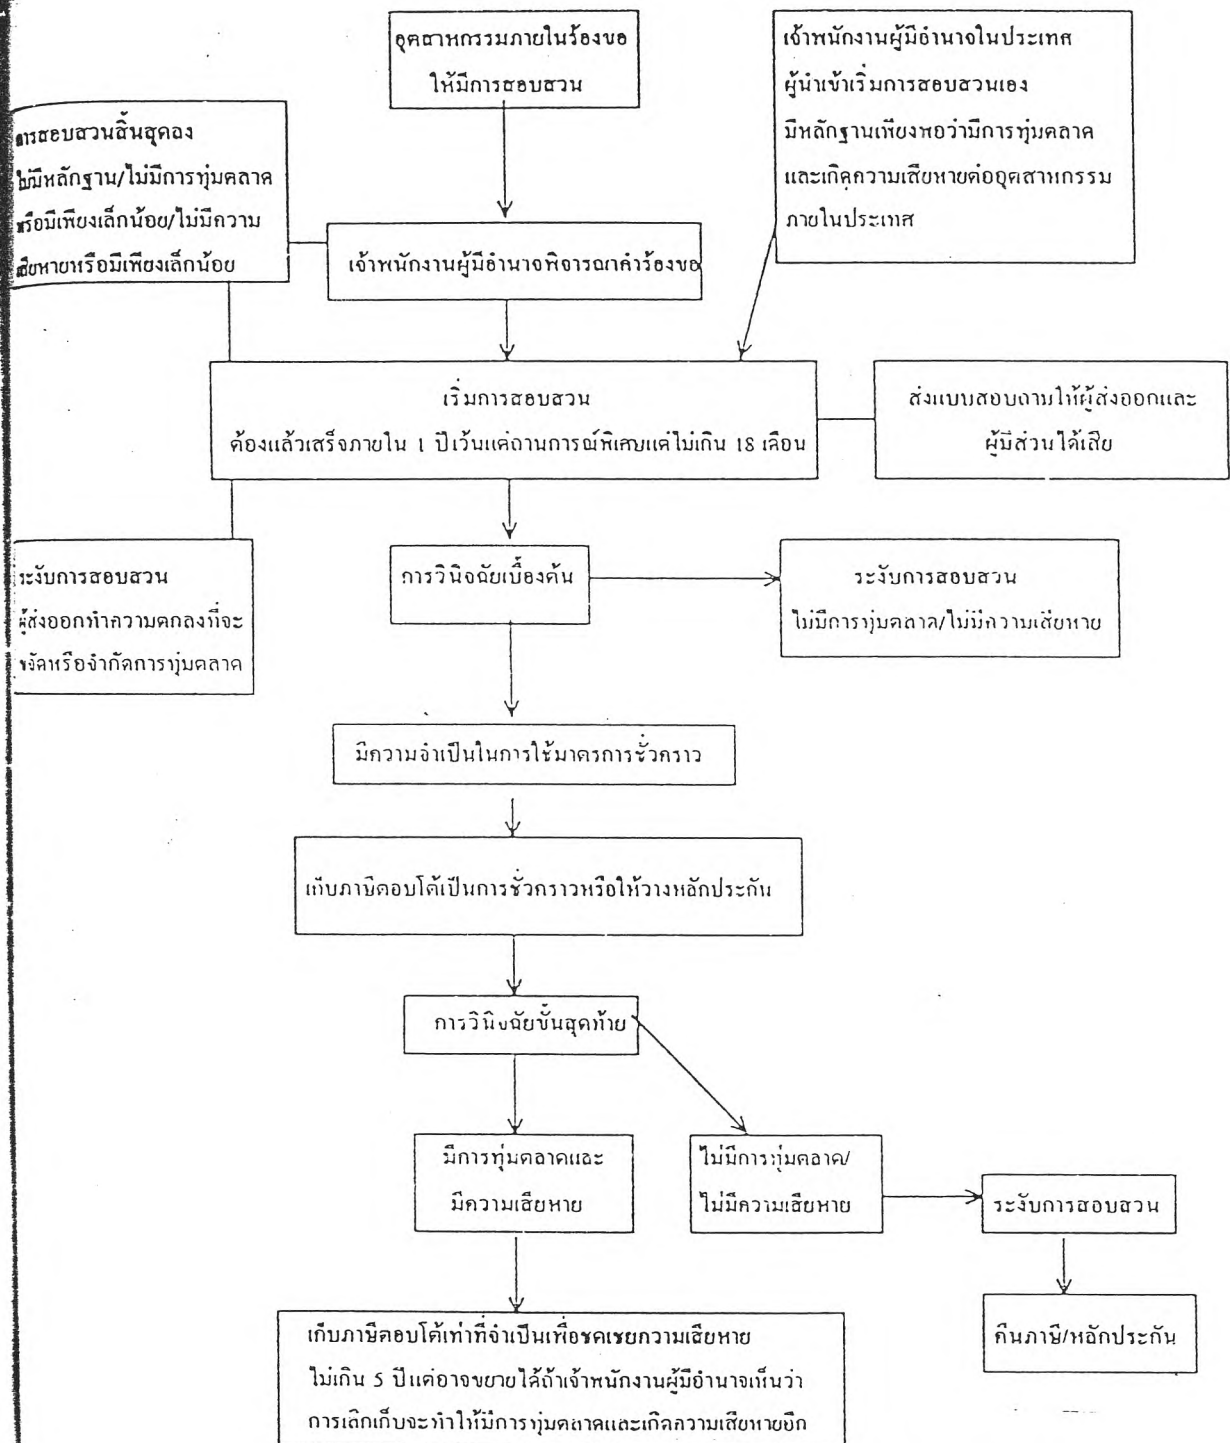 อุตสาหกรรมภายในร้องขอ
ให้มีการสอบสวน
เจ้าพนักงานผู้มีอำนาจในประเทศ
ผู้นำเข้าเริ่มการสอบสวนเอง
มีหลักฐานเพียงพอว่ามีการทุ่มตลาด
และเกิดความเสียหายต่ออุตสาหกรรม
ภายในประเทศ
การสอบสวนสิ้นสุดลง
ไม่มีหลักฐาน/ไม่มีการทุ่มตลาด
หรือมีเพียงเล็กน้อย/ไม่มีความ
เสียหายหรือมีเพียงเล็กน้อย
เจ้าพนักงานผู้มีอำนาจพิจารณาคำร้องขอ
เริ่มการสอบสวน
ต้องแล้วเสร็จภายใน 1 ปีเว้นแต่ถานการณ์พิเศษแต่ไม่เกิน 18 เดือน
ส่งแบบสอบถามให้ผู้ส่งออกและ
ผู้มีส่วนได้เสีย
ระงับการสอบสวน
ผู้ส่งออกทำความตกลงที่จะ
ขจัดหรือจำกัดการทุ่มตลาด
การวินิจฉัยเบื้องต้น
ระงับการสอบสวน
ไม่มีการทุ่มตลาด/ไม่มีความเสียหาย
มีความจำเป็นในการใช้มาตรการชั่วคราว
เก็บภาษีตอบโต้เป็นการชั่วคราวหรือให้วางหลักประกัน
การวินิจฉัยขั้นสุดท้าย
มีการทุ่มตลาดและ
มีความเสียหาย
ไม่มีการทุ่มตลาด/
ไม่มีความเสียหาย
ระงับการสอบสวน
คืนภาษี/หลักประกัน
เก็บภาษีตอบโต้เท่าที่จำเป็นเพื่อชดเชยความเสียหาย
ไม่เกิน 5 ปีแต่อาจขยายได้ถ้าเจ้าพนักงานผู้มีอำนาจเห็นว่า
การเลิกเก็บจะทำให้มีการทุ่มตลาดและเกิดความเสียหายอีก